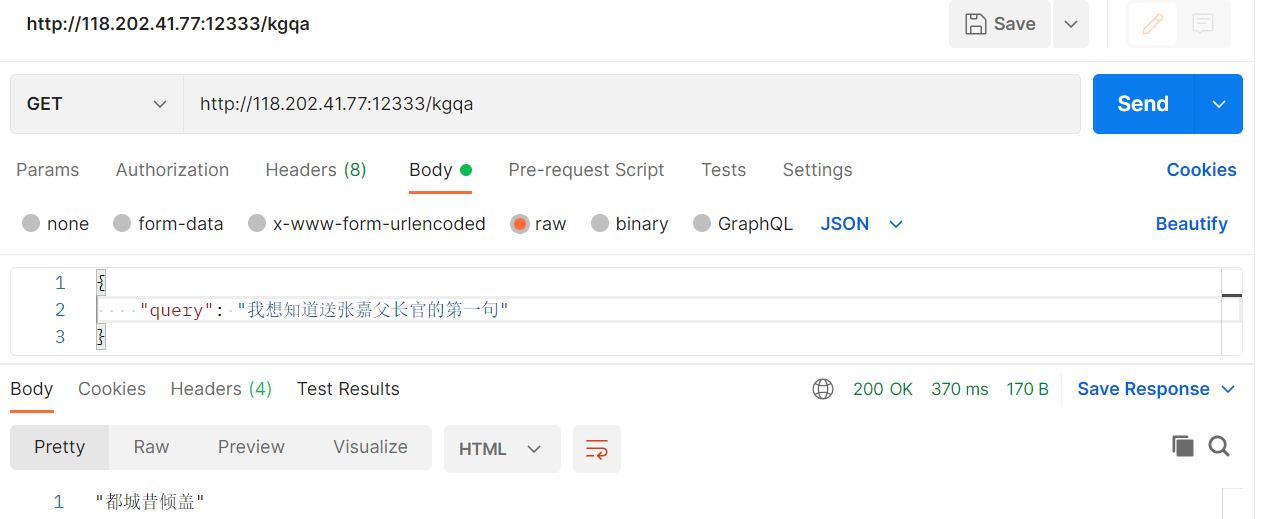 http://118.202.41.77:12333/kgqa
Save
GET http://118.202.41.77:12333/kgqa Send
Params Authorization Headers (8) Body Pre-request Script Tests Settings Cookies
none form-data x-www-form-urlencoded raw binary GraphQL JSON Beautify
1 {
2 ····"query":·"我想知道送张嘉父长官的第一句"
3 }
Body Cookies Headers (4) Test Results 200 OK 370 ms 170 B Save Response
Pretty Raw Preview Visualize HTML
1 "都城昔倾盖"